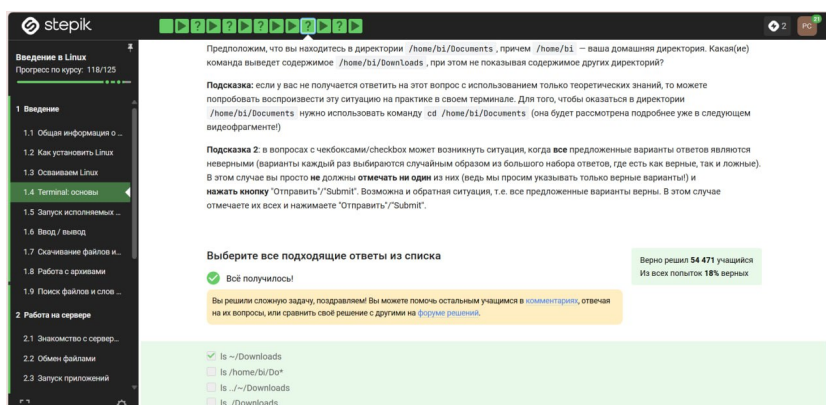 stepik
2
PC
21
Введение в Linux
Прогресс по курсу: 118/125
1 Введение
1.1 Общая информация о ...
1.2 Как установить Linux
1.3 Осваиваем Linux
1.4 Terminal: основы
1.5 Запуск исполняемых ...
1.6 Ввод / вывод
1.7 Скачивание файлов и...
1.8 Работа с архивами
1.9 Поиск файлов и слов ...
2 Работа на сервере
2.1 Знакомство с сервер...
2.2 Обмен файлами
2.3 Запуск приложений
Предположим, что вы находитесь в директории /home/bi/Documents, причем /home/bi — ваша домашняя директория. Какая(ие)
команда выведет содержимое /home/bi/Downloads, при этом не показывая содержимое других директорий?
Подсказка: если у вас не получается ответить на этот вопрос с использованием только теоретических знаний, то можете
попробовать воспроизвести эту ситуацию на практике в своем терминале. Для того, чтобы оказаться в директории
/home/bi/Documents нужно использовать команду cd /home/bi/Documents (она будет рассмотрена подробнее уже в следующем
видеофрагменте!)
Подсказка 2: в вопросах с чекбоксами/checkbox может возникнуть ситуация, когда все предложенные варианты ответов являются
неверными (варианты каждый раз выбираются случайным образом из большого набора ответов, где есть как верные, так и ложные).
В этом случае вы просто не должны отмечать ни один из них (ведь мы просим указывать только верные варианты!) и
нажать кнопку "Отправить"/"Submit". Возможна и обратная ситуация, т.е. все предложенные варианты верны. В этом случае
отмечаете их всех и нажимаете "Отправить"/"Submit".
Выберите все подходящие ответы из списка
Верно решил 54 471 учащийся
Из всех попыток 18% верных
Всё получилось!
Вы решили сложную задачу, поздравляем! Вы можете помочь остальным учащимся в комментариях, отвечая
на их вопросы, или сравнить своё решение с другими на форуме решений.
ls ~/Downloads
ls /home/bi/Do*
ls ../~/Downloads